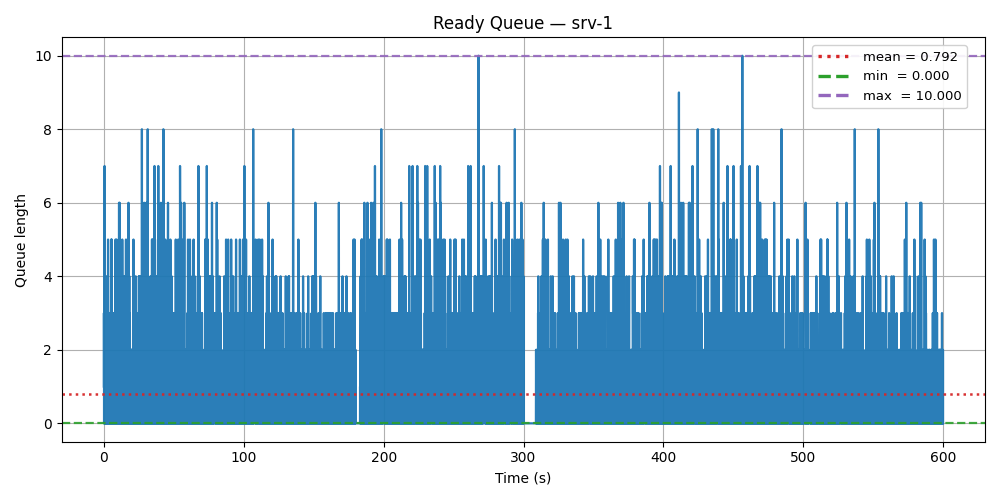 Ready Queue — srv-1
10
8
6
4
2
0
Queue length
mean = 0.792
min  = 0.000
max  = 10.000
0
100
200
300
400
500
600
Time (s)